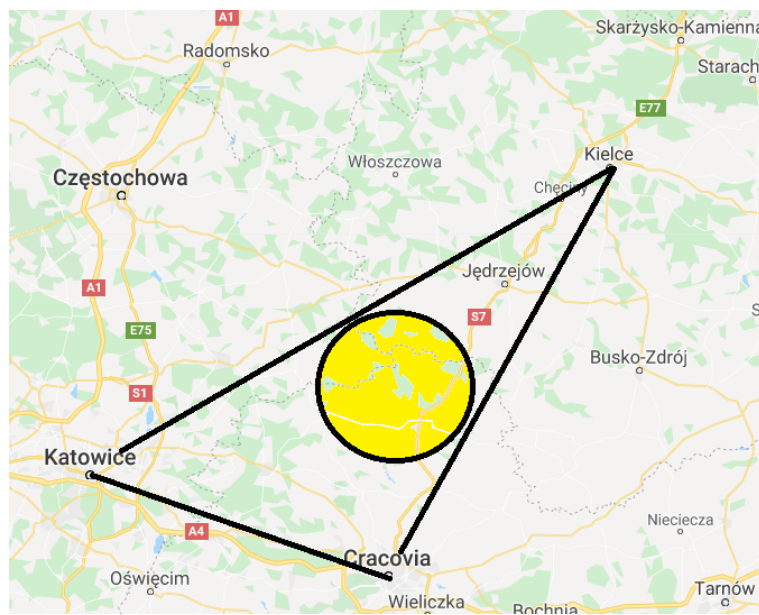 A1
Skarżysko-Kamienna
Radomsko
Starach
E77
Włoszczowa
Kielce
Częstochowa
Chęciny
Jędrzejów
A1
S7
E75
Busko-Zdrój
S1
Katowice
A4
Nieciecza
Cracovia
Oświęcim
Tarnów
Wieliczka
Bochnia